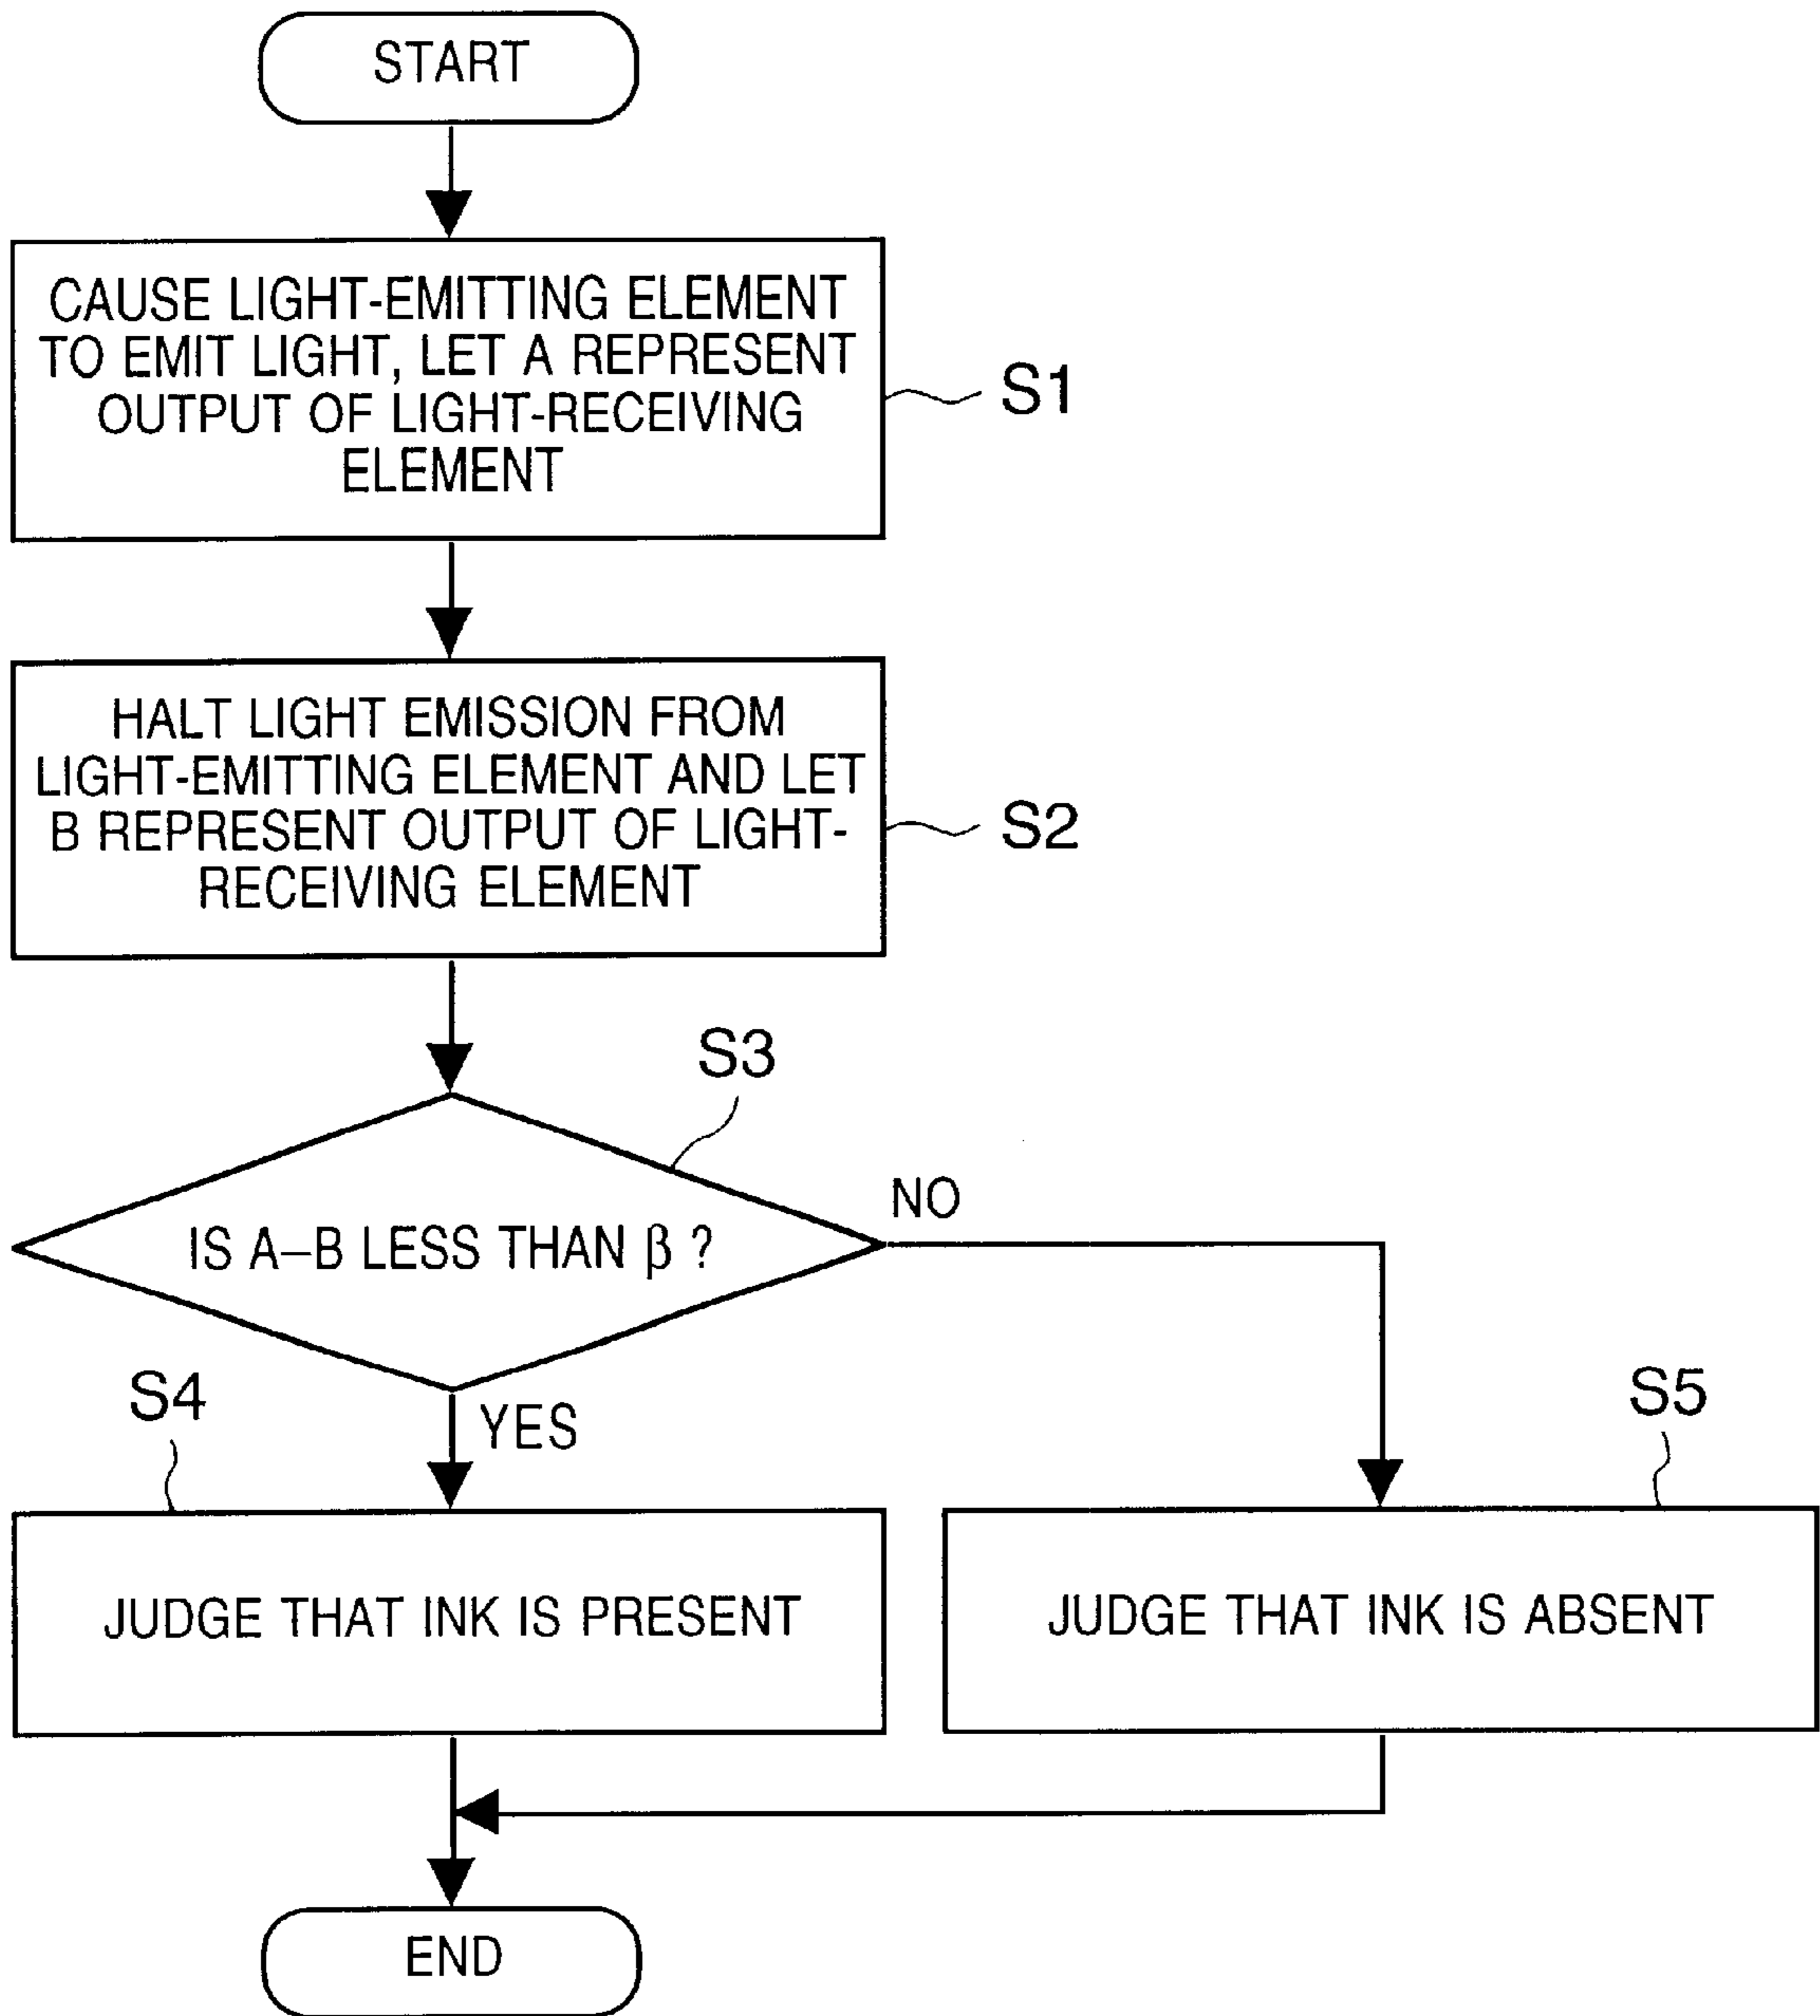 START
CAUSE LIGHT-EMITTING ELEMENT
TO EMIT LIGHT, LET A REPRESENT
OUTPUT OF LIGHT-RECEIVING
ELEMENT
S1
HALT LIGHT EMISSION FROM
LIGHT-EMITTING ELEMENT AND LET
B REPRESENT OUTPUT OF LIGHT-
RECEIVING ELEMENT
S2
S3
IS A–B LESS THAN β ?
NO
YES
S4
JUDGE THAT INK IS PRESENT
S5
JUDGE THAT INK IS ABSENT
END